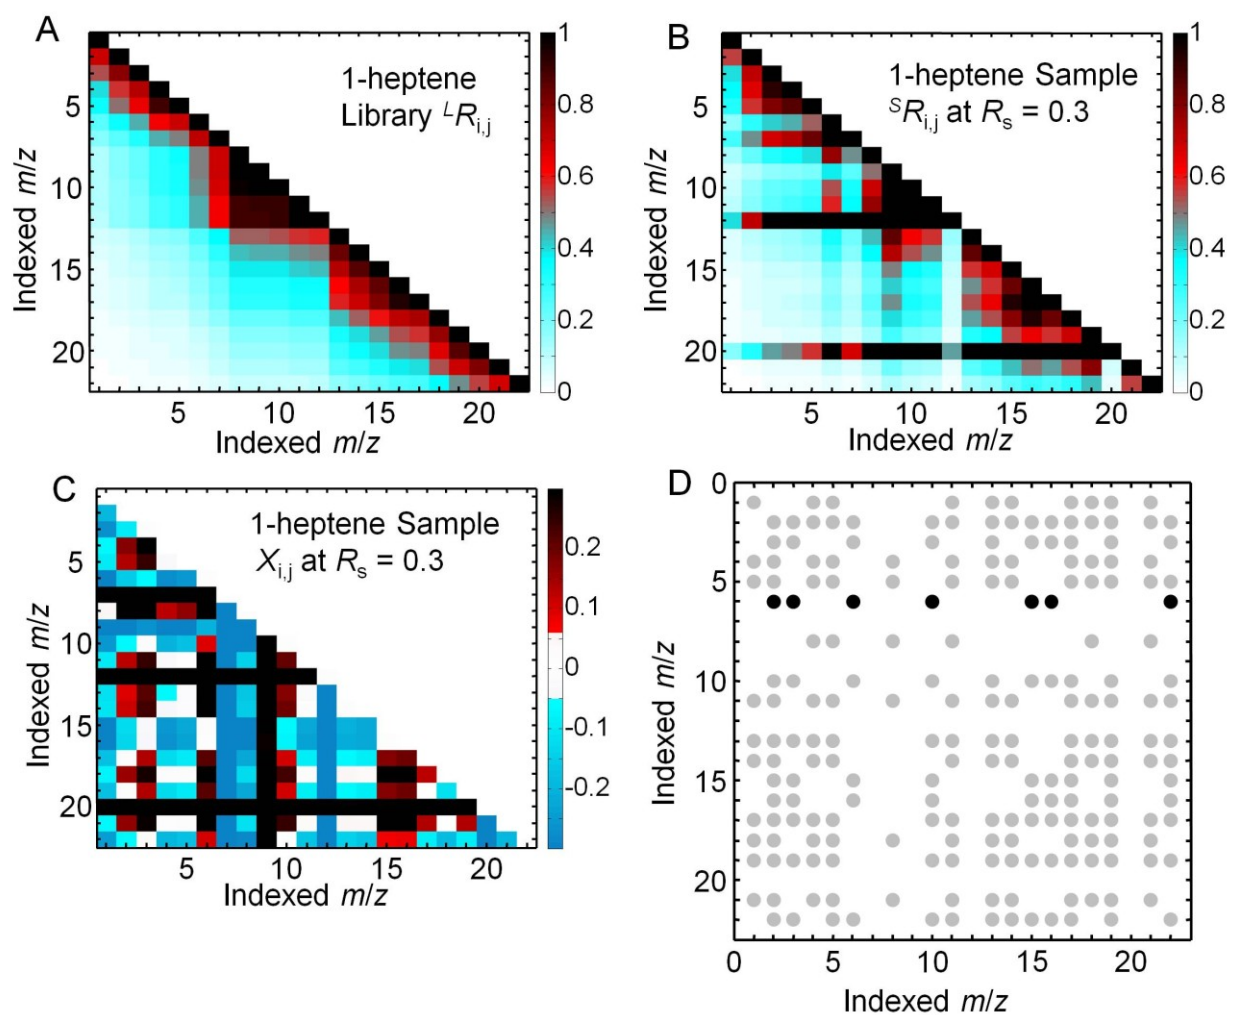 A
1-heptene
Library ᴸR i,j
Indexed m/z
5
10
15
20
5 10 15 20
Indexed m/z
1
0.8
0.6
0.4
0.2
0
B
1-heptene Sample
ˢR i,j at Rs = 0.3
Indexed m/z
5
10
15
20
5 10 15 20
Indexed m/z
1
0.8
0.6
0.4
0.2
0
C
1-heptene Sample
X i,j at Rs = 0.3
Indexed m/z
5
10
15
20
5 10 15 20
Indexed m/z
0.2
0.1
0
-0.1
-0.2
D
Indexed m/z
0
5
10
15
20
0 5 10 15 20
Indexed m/z